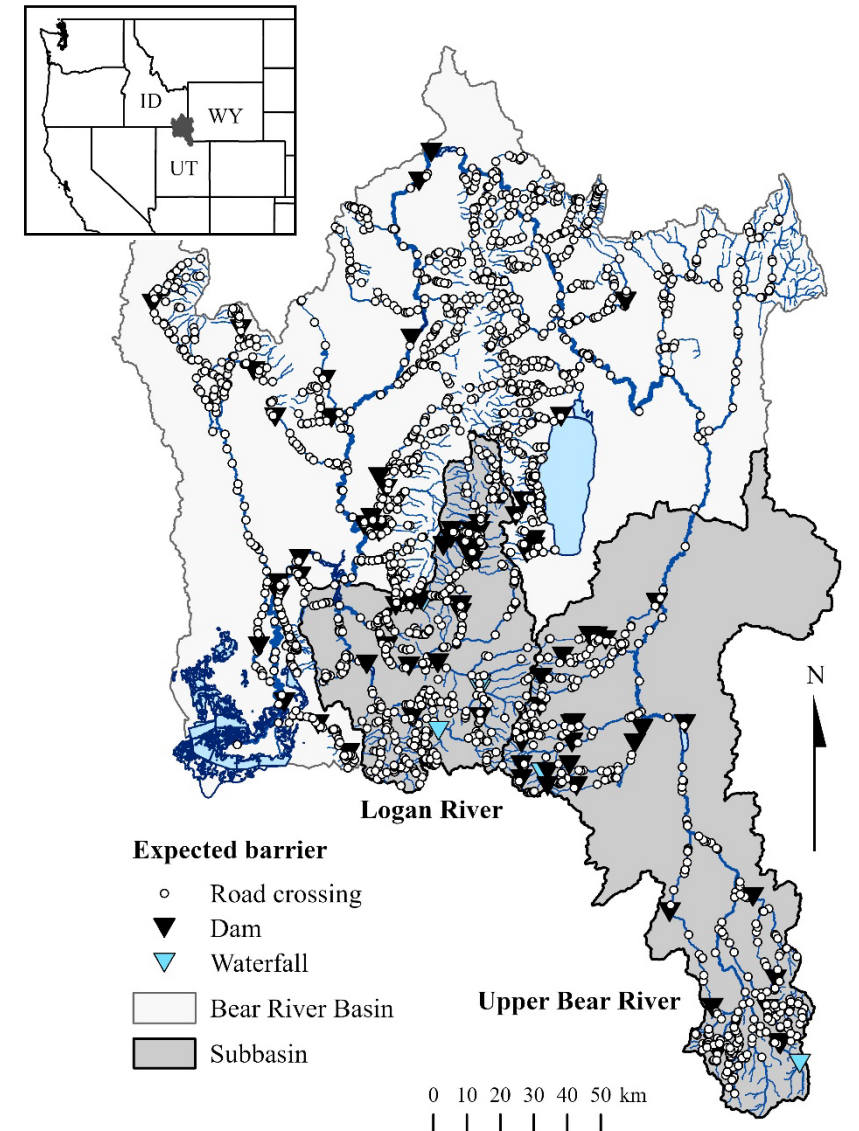 ID
WY
UT
N
Logan River
Expected barrier
Road crossing
Dam
Waterfall
Bear River Basin
Subbasin
Upper Bear River
0 10 20 30 40 50 km